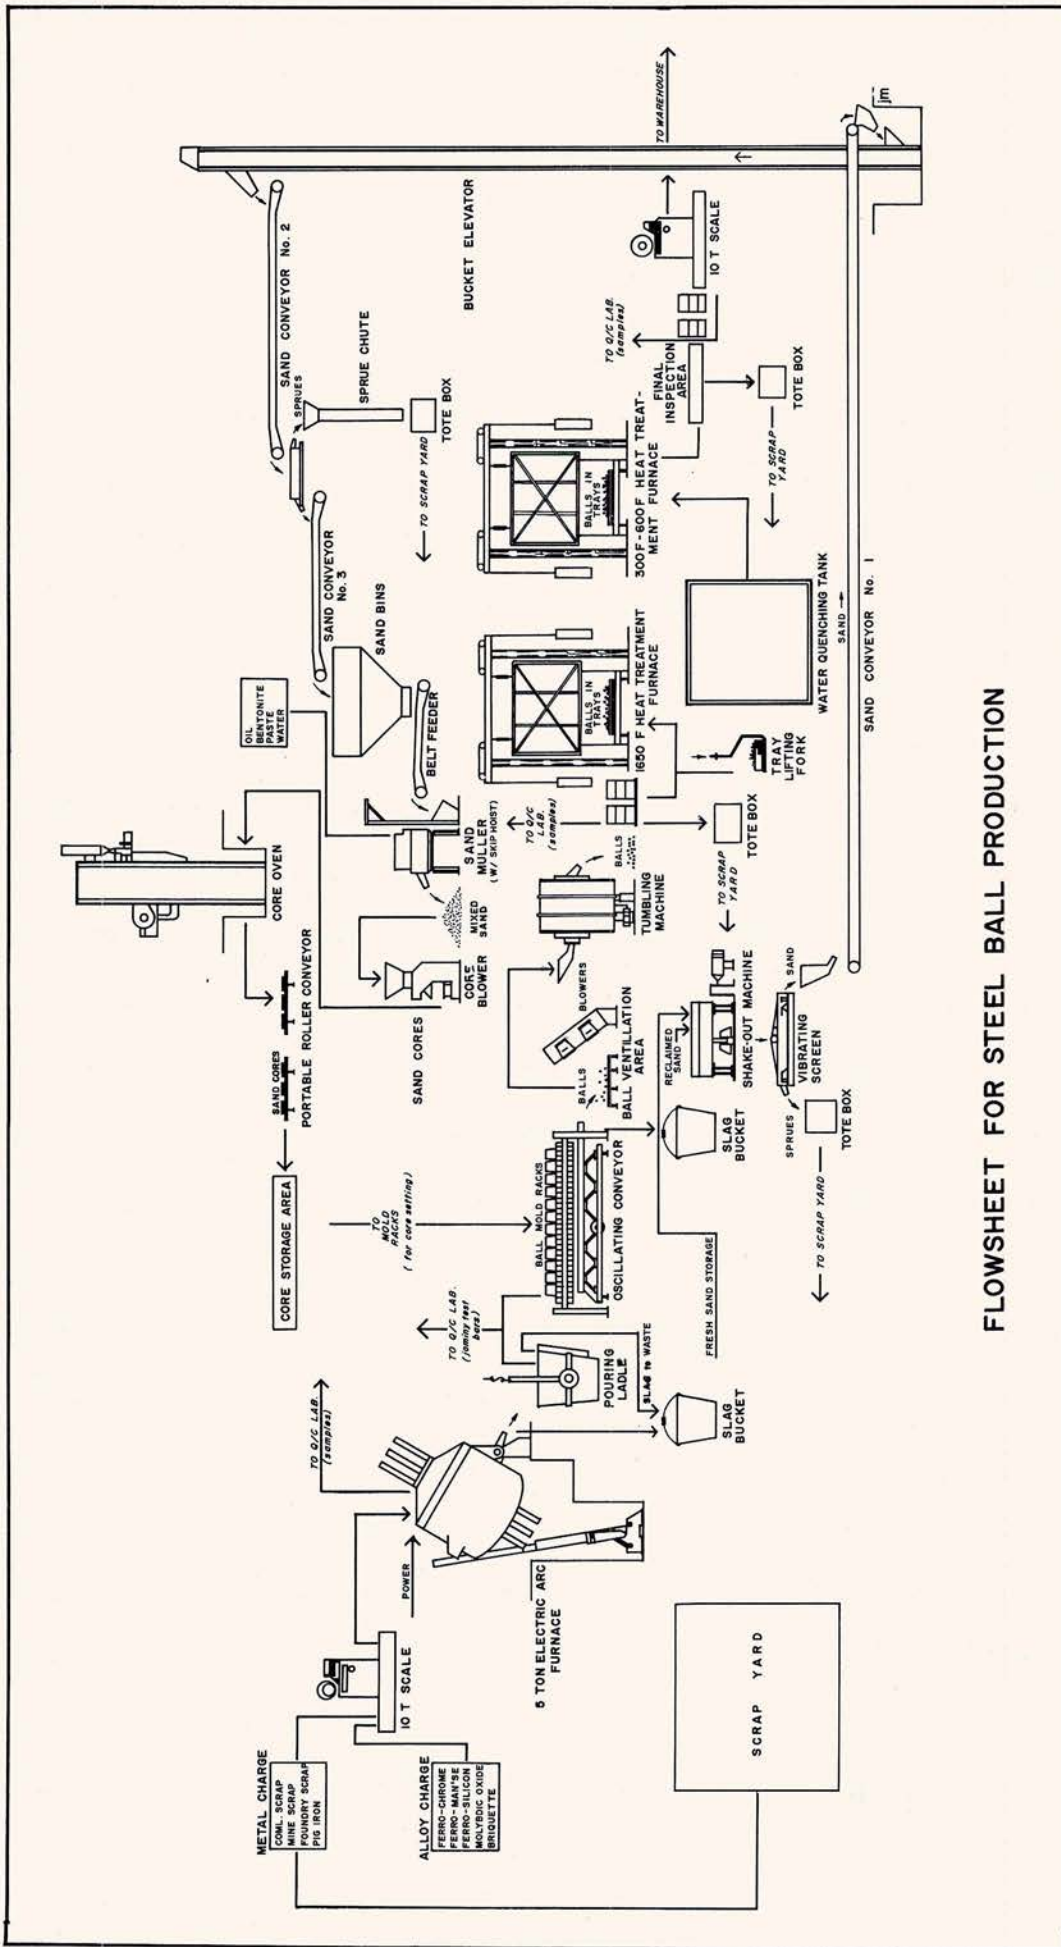 METAL CHARGE
COML. SCRAP
MINE SCRAP
FOUNDRY SCRAP
PIG IRON
ALLOY CHARGE
FERRO-CHROME
FERRO-MAN'SE
FERRO-SILICON
MOLYBDIC OXIDE
BRIQUETTE
10 T SCALE
POWER
TO Q/C LAB.
(samples)
5 TON ELECTRIC ARC
FURNACE
SCRAP YARD
SLAG BUCKET
SLAG to WASTE
POURING
LADLE
TO Q/C LAB.
(jominy test
bars)
TO
MOLD
RACKS
( for core setting)
BALL MOLD RACKS
OSCILLATING CONVEYOR
FRESH SAND STORAGE
SLAG
BUCKET
CORE STORAGE AREA
SAND CORES
PORTABLE ROLLER CONVEYOR
CORE OVEN
SAND CORES
CORE
BLOWER
MIXED
SAND
SAND
MULLER
(W/ SKIP HOIST)
OIL
BENTONITE
PASTE
WATER
BELT FEEDER
SAND BINS
SAND CONVEYOR
No. 3
SPRUES
SAND CONVEYOR No. 2
SPRUE CHUTE
TOTE BOX
TO SCRAP YARD
BUCKET ELEVATOR
BALLS
BLOWERS
BALL VENTILLATION
AREA
TUMBLING
MACHINE
BALLS
TO Q/C
LAB.
(samples)
TOTE BOX
TO SCRAP
YARD
BALLS IN
TRAYS
1650 F HEAT TREATMENT
FURNACE
TRAY
LIFTING
FORK
WATER QUENCHING TANK
BALLS IN
TRAYS
300F-600F HEAT TREAT-
MENT FURNACE
FINAL
INSPECTION
AREA
TO Q/C LAB.
(samples)
TOTE BOX
TO SCRAP
YARD
10 T SCALE
TO WAREHOUSE
RECLAIMED
SAND
SHAKE-OUT MACHINE
VIBRATING
SCREEN
SAND
SPRUES
TOTE BOX
TO SCRAP YARD
SAND
SAND CONVEYOR No. 1
jm
FLOWSHEET FOR STEEL BALL PRODUCTION